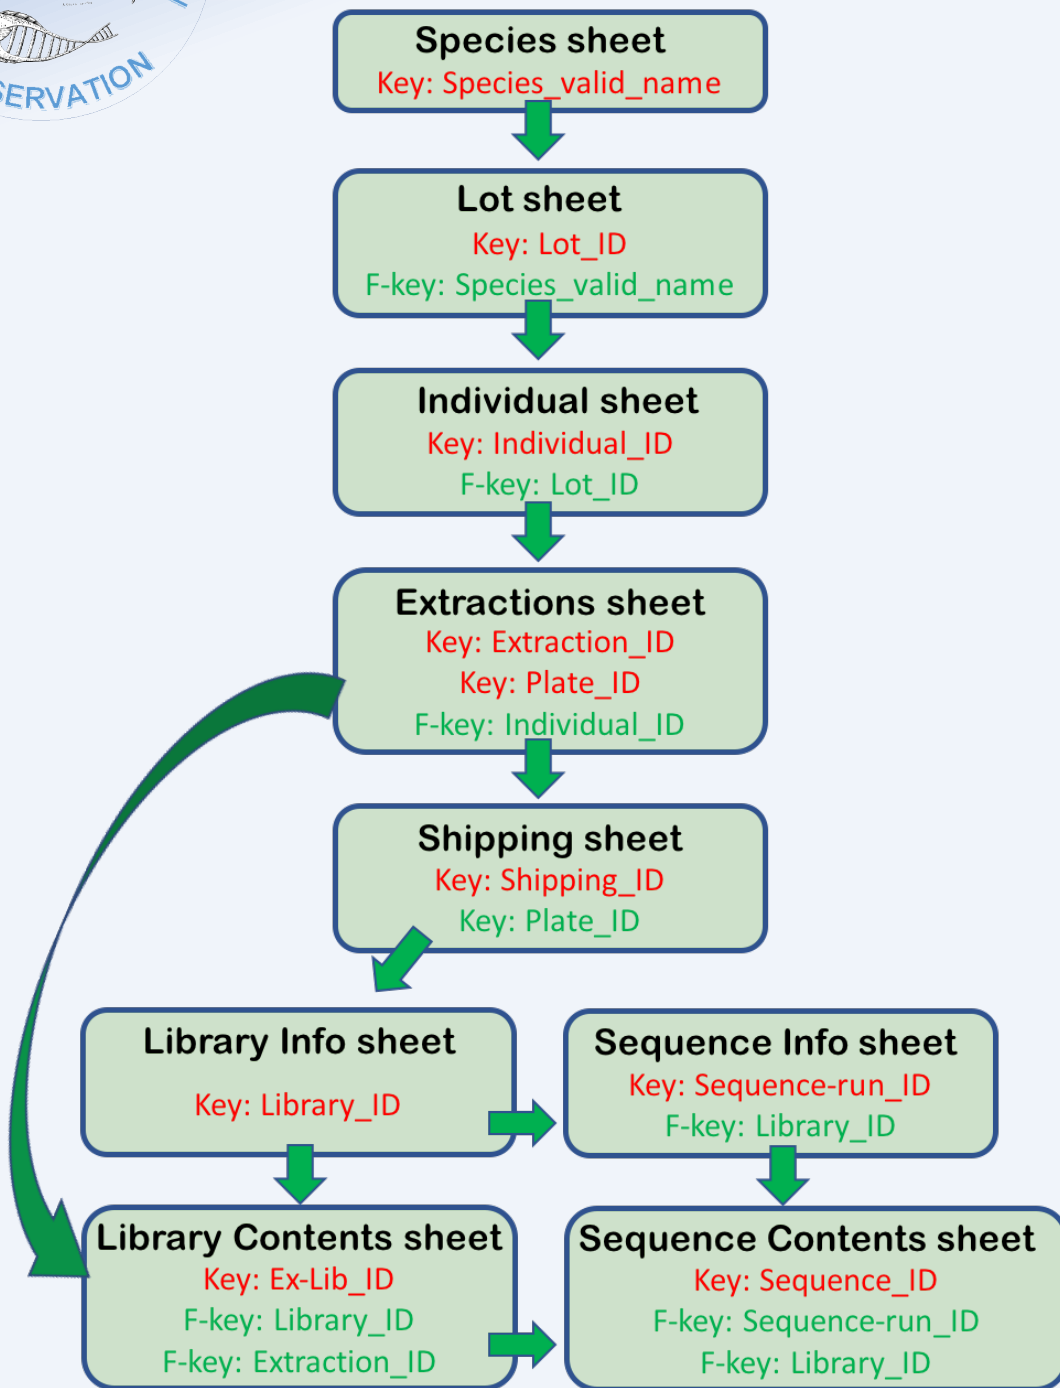 SERVATION
Species sheet
Key: Species_valid_name
Lot sheet
Key: Lot_ID
F-key: Species_valid_name
Individual sheet
Key: Individual_ID
F-key: Lot_ID
Extractions sheet
Key: Extraction_ID
Key: Plate_ID
F-key: Individual_ID
Shipping sheet
Key: Shipping_ID
Key: Plate_ID
Library Info sheet
Key: Library_ID
Sequence Info sheet
Key: Sequence-run_ID
F-key: Library_ID
Library Contents sheet
Key: Ex-Lib_ID
F-key: Library_ID
F-key: Extraction_ID
Sequence Contents sheet
Key: Sequence_ID
F-key: Sequence-run_ID
F-key: Library_ID